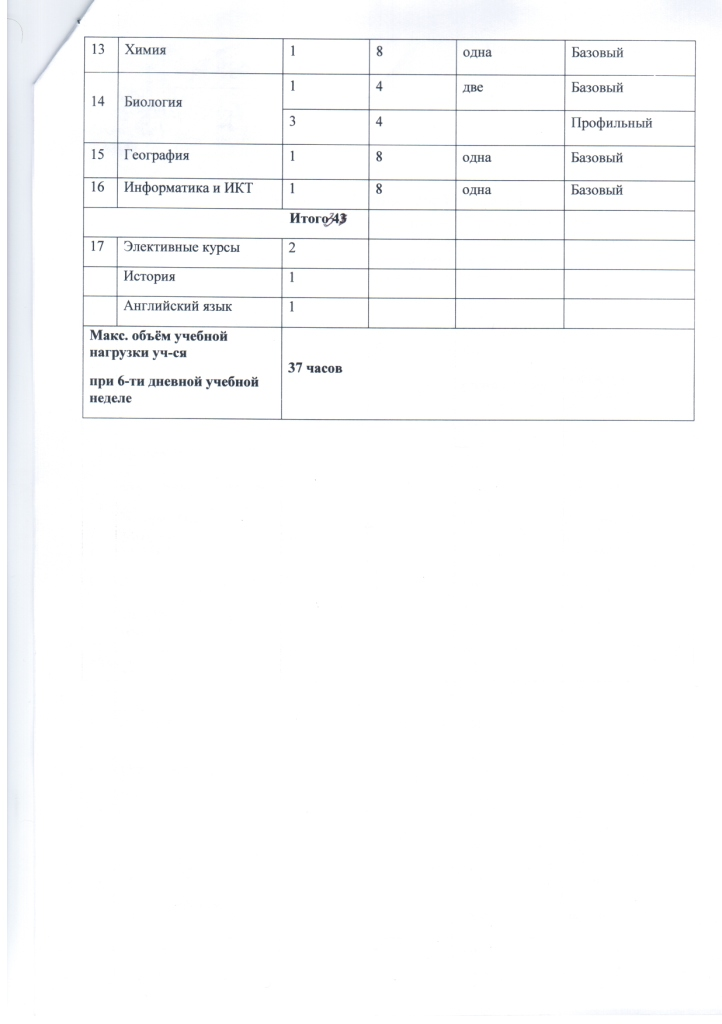 13 Химия 1 8 одна Базовый
14 Биология 1 4 две Базовый
3 4 Профильный
15 География 1 8 одна Базовый
16 Информатика и ИКТ 1 8 одна Базовый
Итого 43
17 Элективные курсы 2
История 1
Английский язык 1
Макс. объём учебной
нагрузки уч-ся
при 6-ти дневной учебной
неделе
37 часов